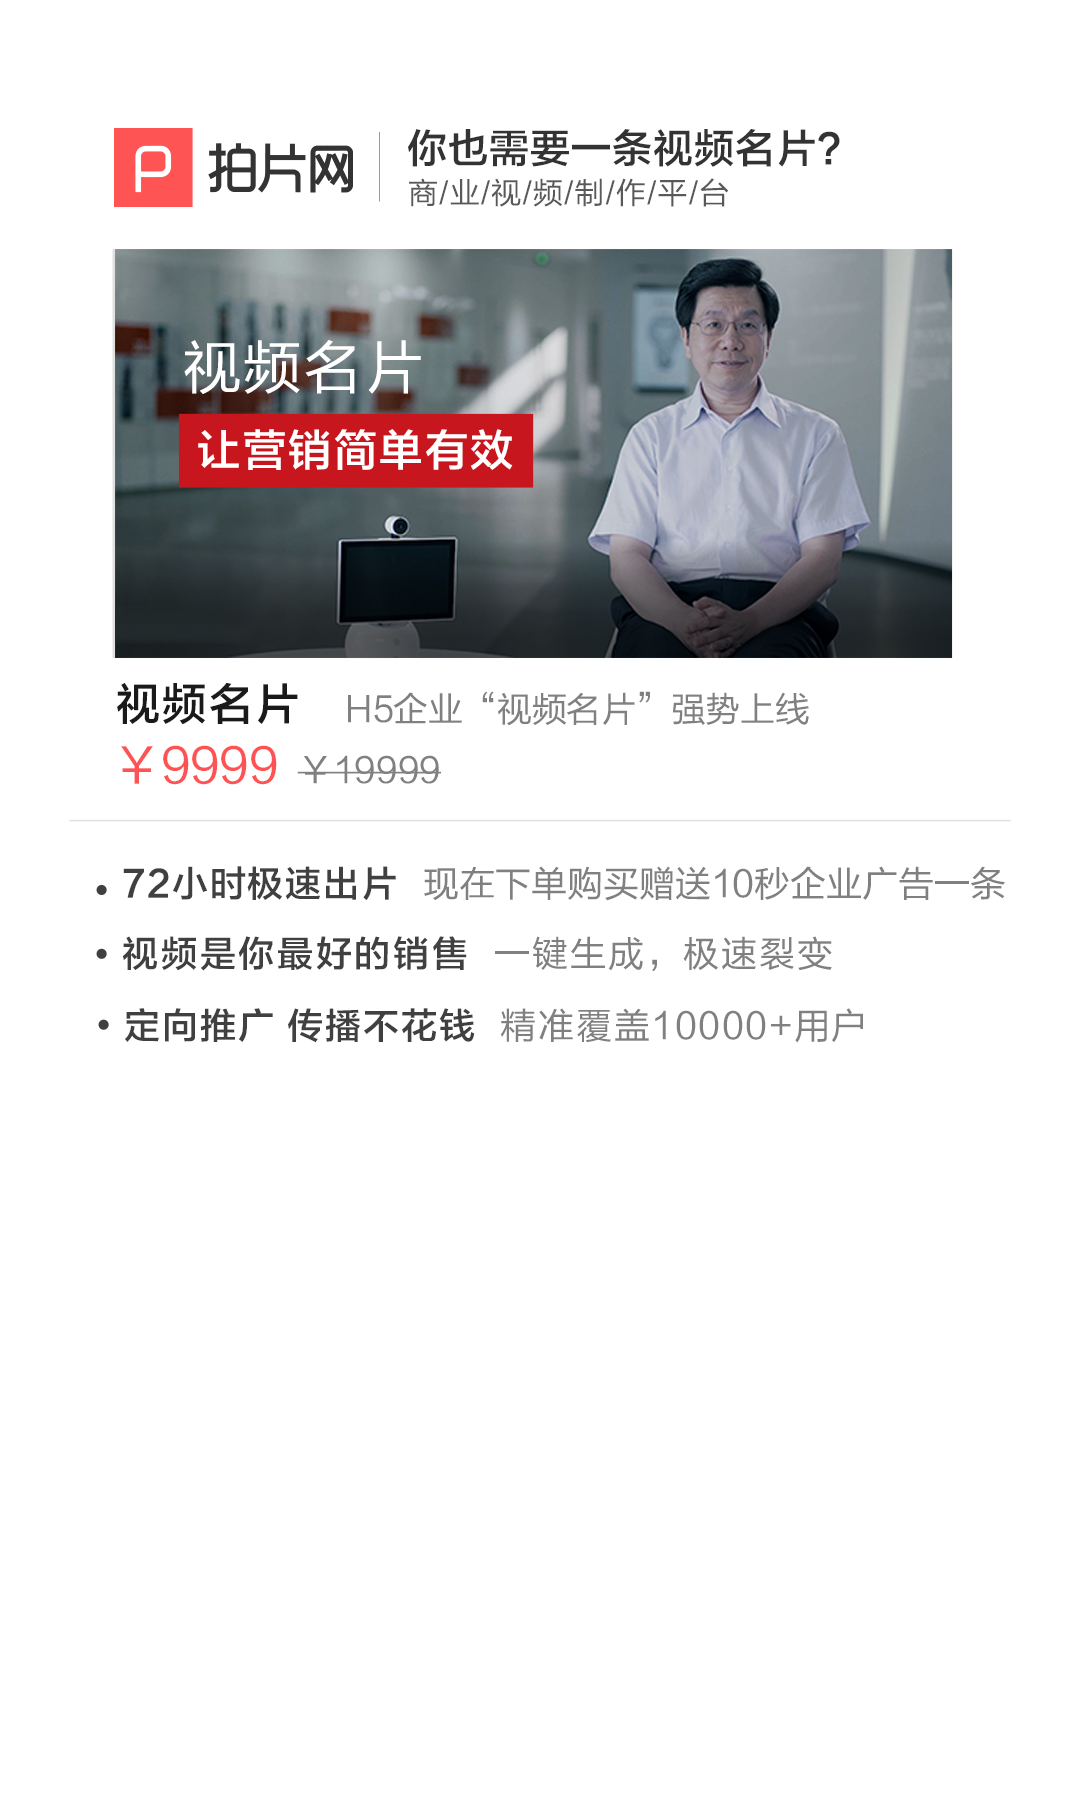 拍片网
你也需要一条视频名片?
商/业/视/频/制/作/平/台
视频名片
让营销简单有效
视频名片 H5企业“视频名片”强势上线
￥9999 ￥19999
• 72小时极速出片 现在下单购买赠送10秒企业广告一条
• 视频是你最好的销售 一键生成，极速裂变
• 定向推广 传播不花钱 精准覆盖10000+用户